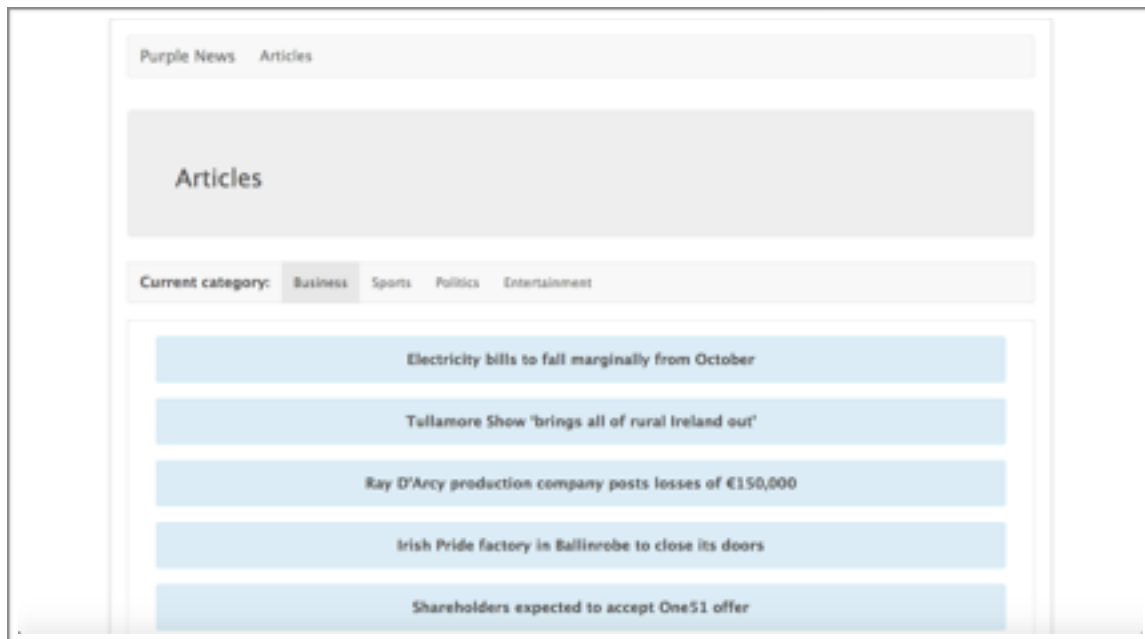 Purple News Articles
Articles
Current category: Business Sports Politics Entertainment
Electricity bills to fall marginally from October
Tullamore Show 'brings all of rural Ireland out'
Ray D'Arcy production company posts losses of €150,000
Irish Pride factory in Ballinrobe to close its doors
Shareholders expected to accept One51 offer